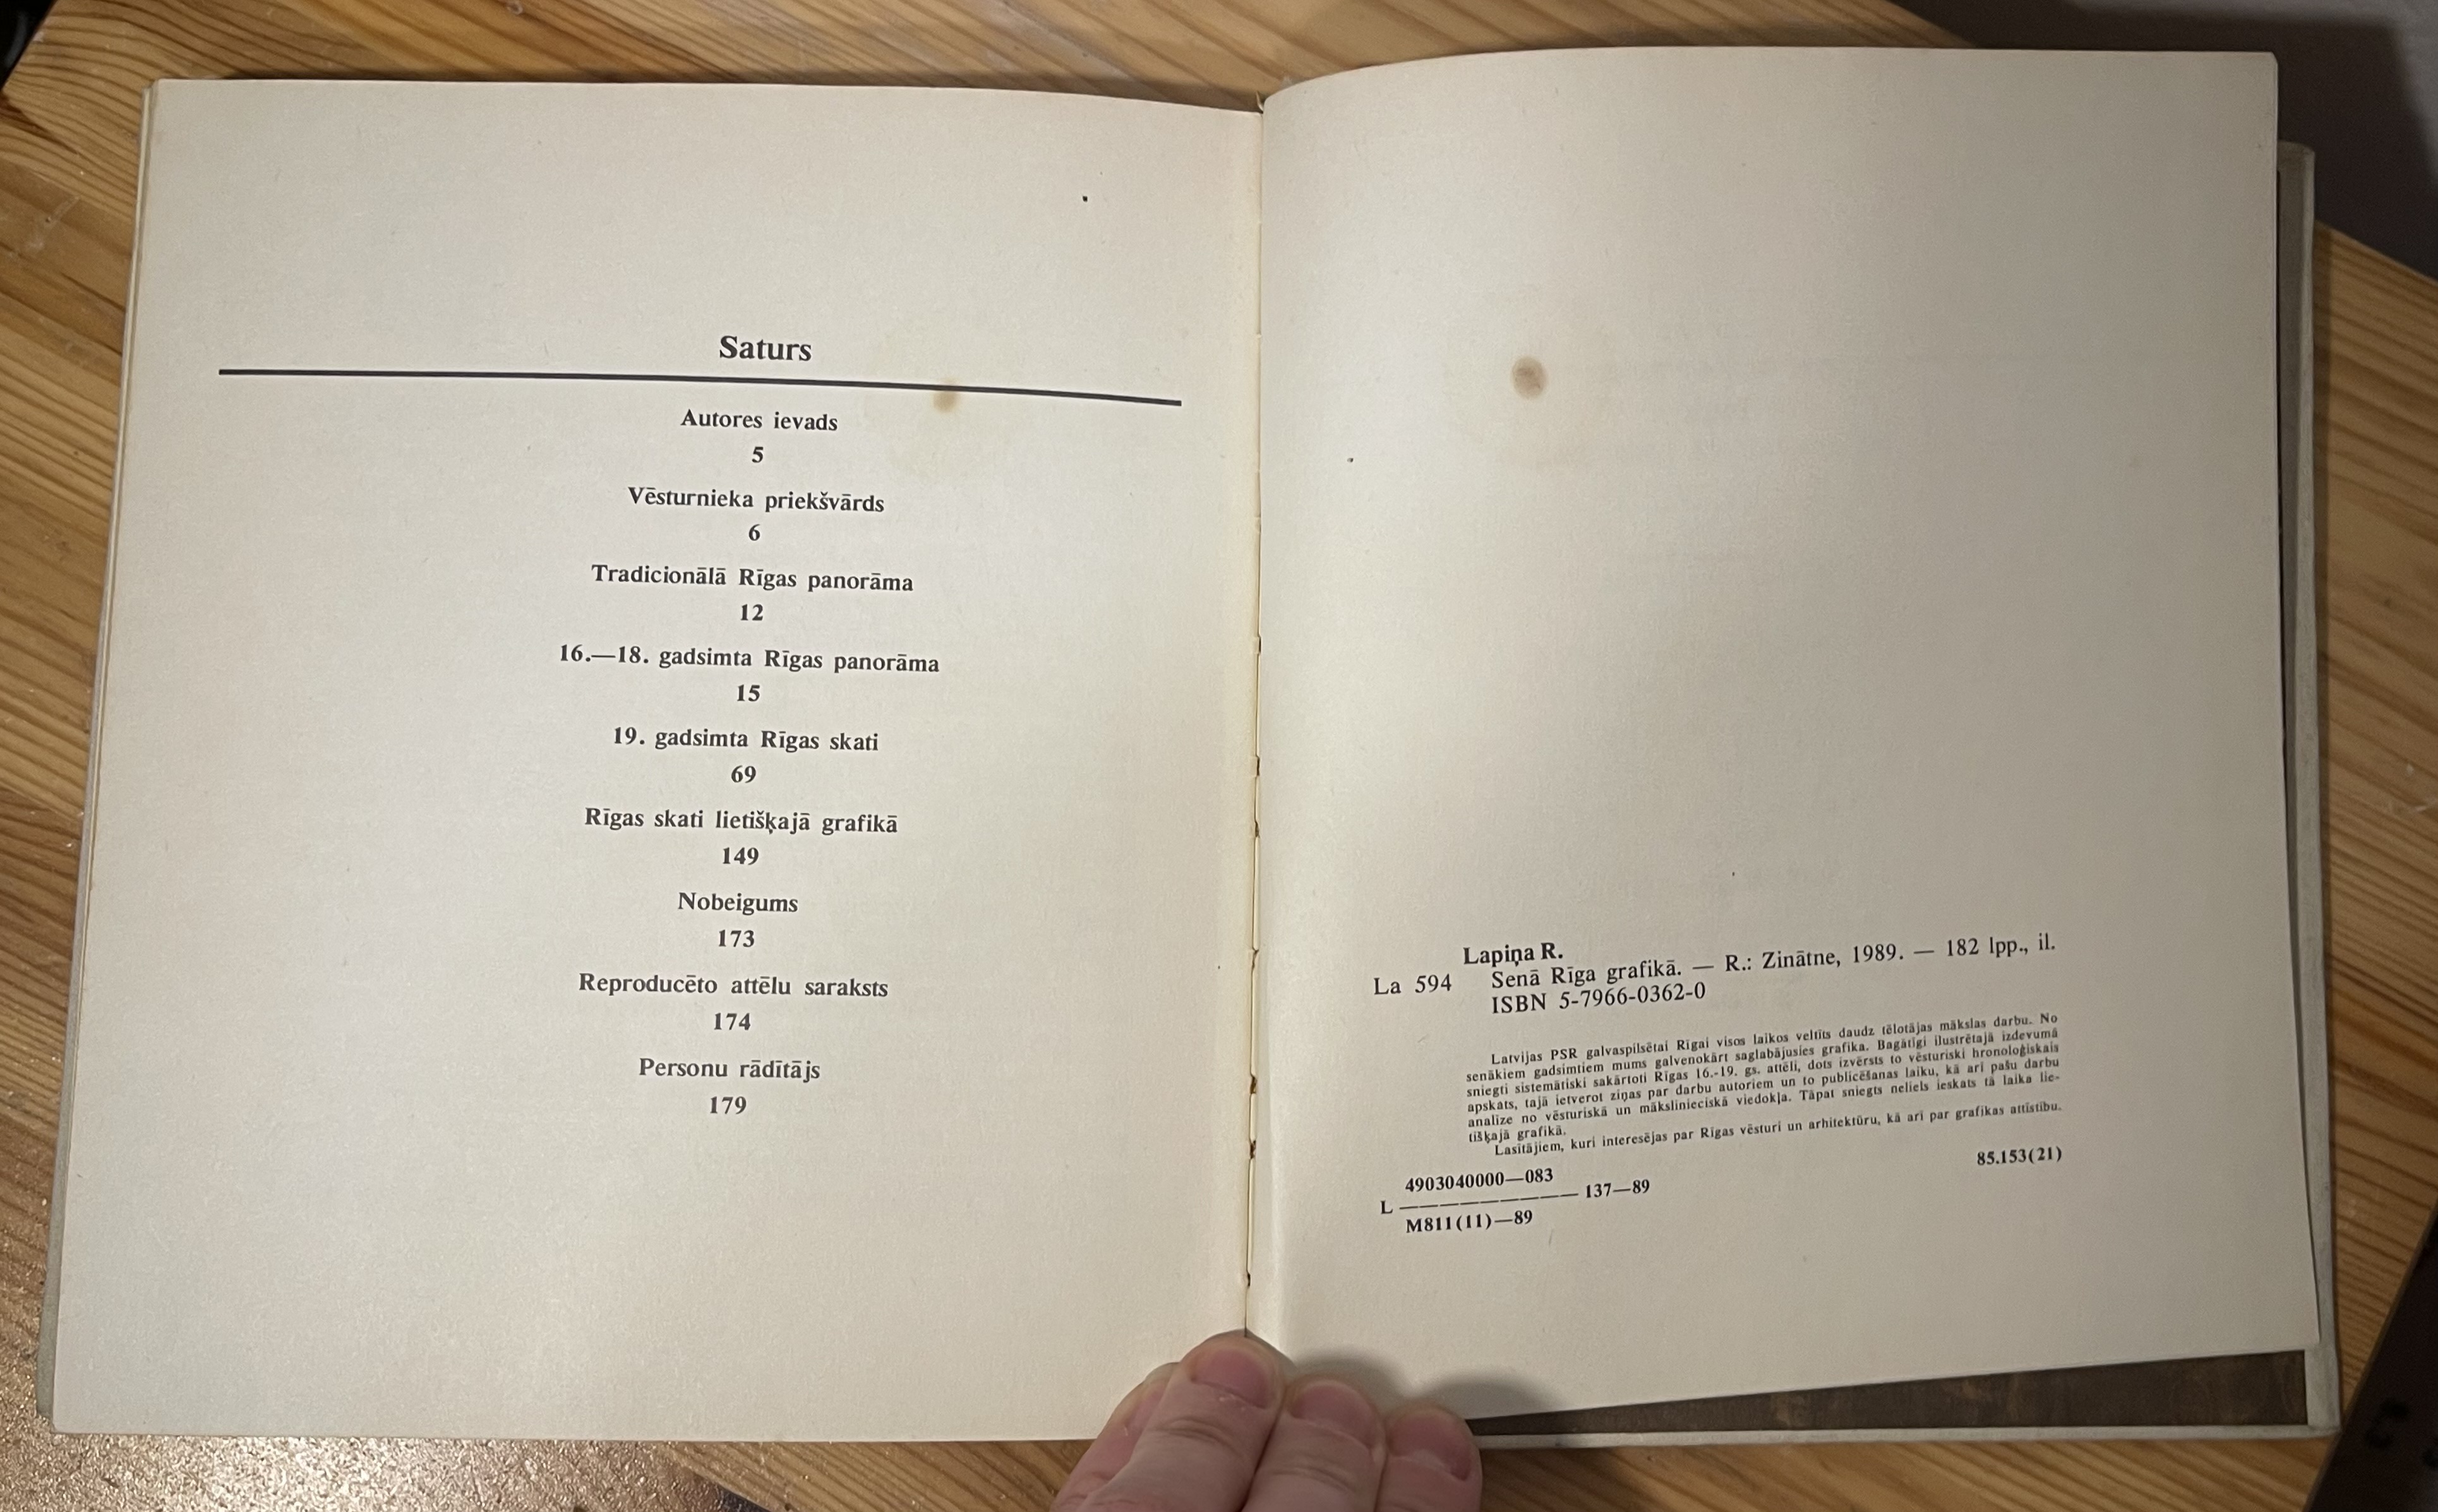 Saturs
Autores ievads
5
Vēsturnieka priekšvārds
6
Tradicionālā Rīgas panorāma
12
16.—18. gadsimta Rīgas panorāma
15
19. gadsimta Rīgas skati
69
Rīgas skati lietišķajā grafikā
149
Nobeigums
173
Reproducēto attēlu saraksts
174
Personu rādītājs
179
Lapiņa R.
La 594 Senā Rīga grafikā. — R.: Zinātne, 1989. — 182 lpp., il.
ISBN 5-7966-0362-0
Latvijas PSR galvaspilsētai Rīgai visos laikos veltīts daudz tēlotājas mākslas darbu. No
senākiem gadsimtiem mums galvenokārt saglabājusies grafika. Bagātīgi ilustrētajā izdevumā
sniegti sistemātiski sakārtoti Rīgas 16.-19. gs. attēli, dots izvērsts to vēsturiski hronoloģiskais
apskats, tajā ietverot ziņas par darbu autoriem un to publicēšanas laiku, kā arī pašu darbu
analīze no vēsturiskā un mākslinieciskā viedokļa. Tāpat sniegts neliels ieskats tā laika lie-
tišķajā grafikā.
Lasītājiem, kuri interesējas par Rīgas vēsturi un arhitektūru, kā arī par grafikas attīstību.
85.153(21)
4903040000—083
L ————————— 137—89
M811(11)—89